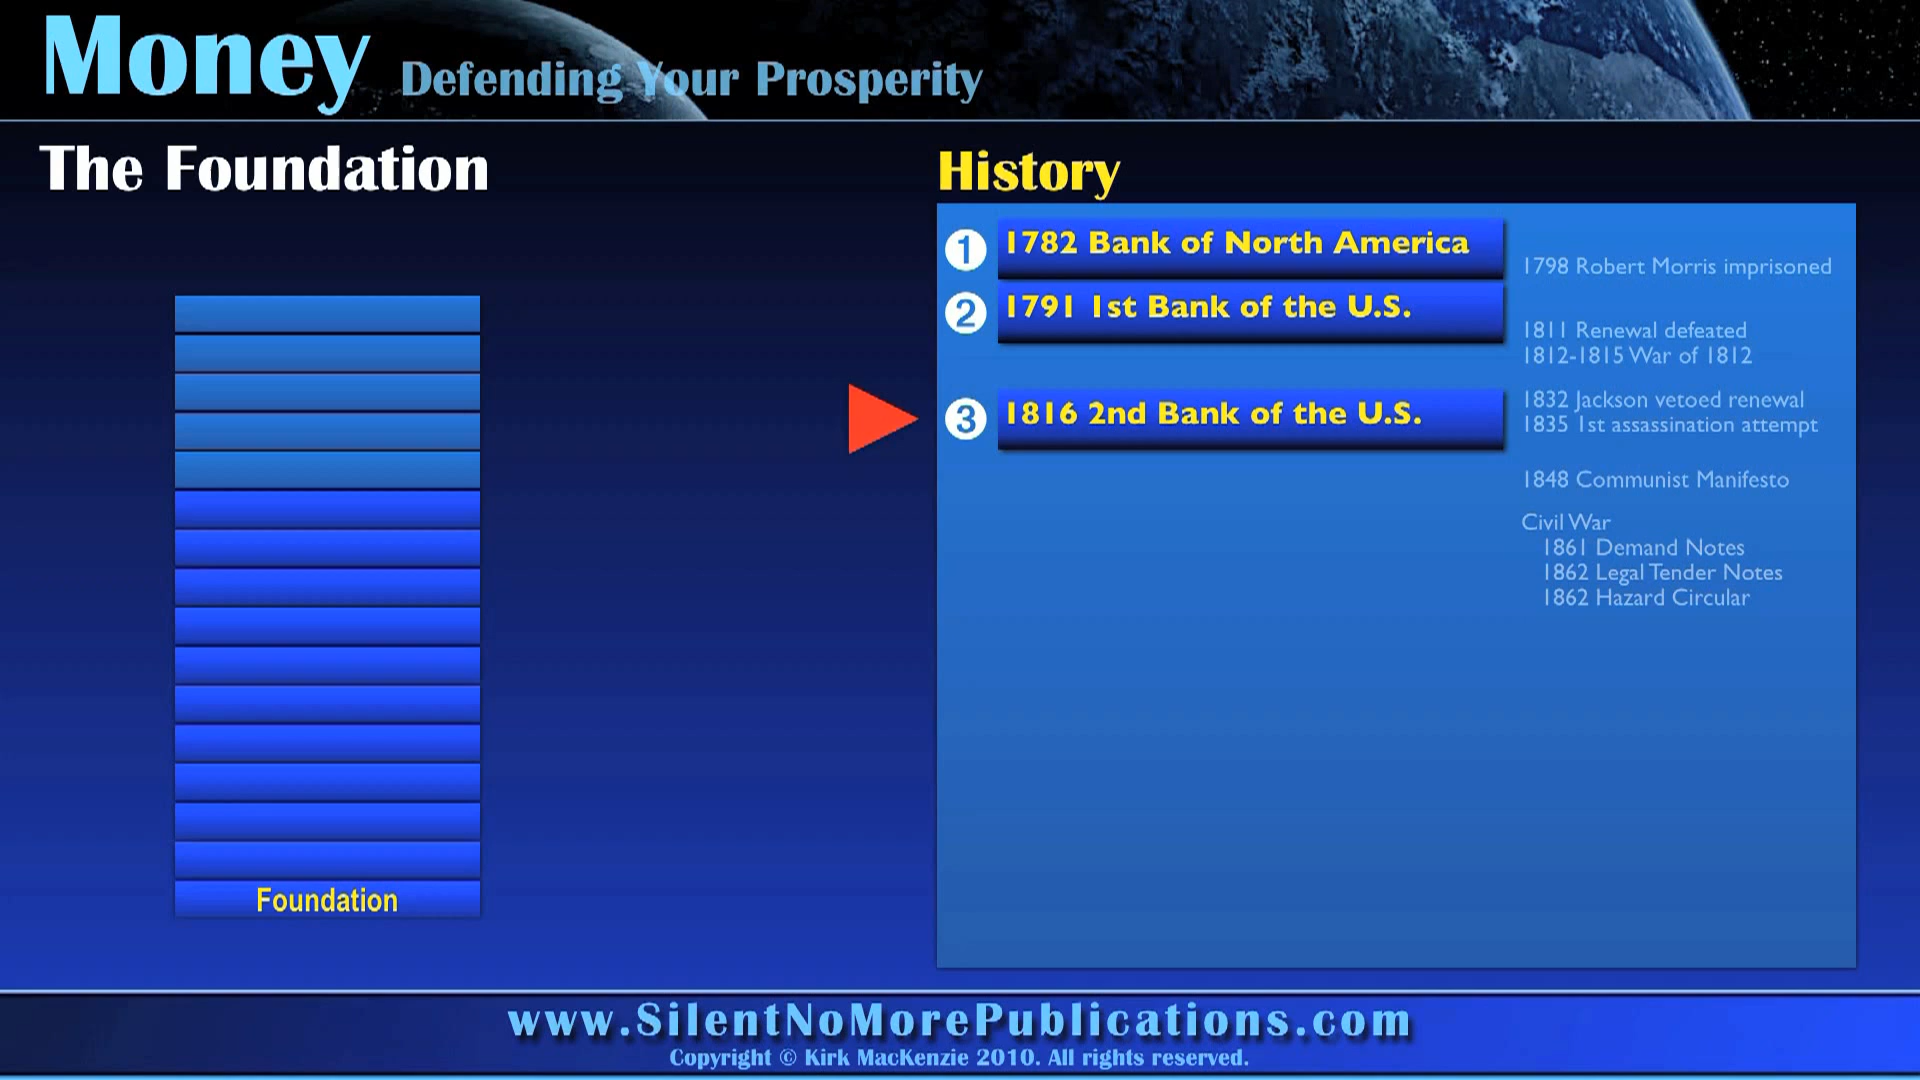 Money Defending Your Prosperity
The Foundation
Foundation
History
1 1782 Bank of North America
1798 Robert Morris imprisoned
2 1791 1st Bank of the U.S.
1811 Renewal defeated
1812-1815 War of 1812
3 1816 2nd Bank of the U.S.
1832 Jackson vetoed renewal
1835 1st assassination attempt
1848 Communist Manifesto
Civil War
1861 Demand Notes
1862 Legal Tender Notes
1862 Hazard Circular
www.SilentNoMorePublications.com
Copyright © Kirk MacKenzie 2010. All rights reserved.